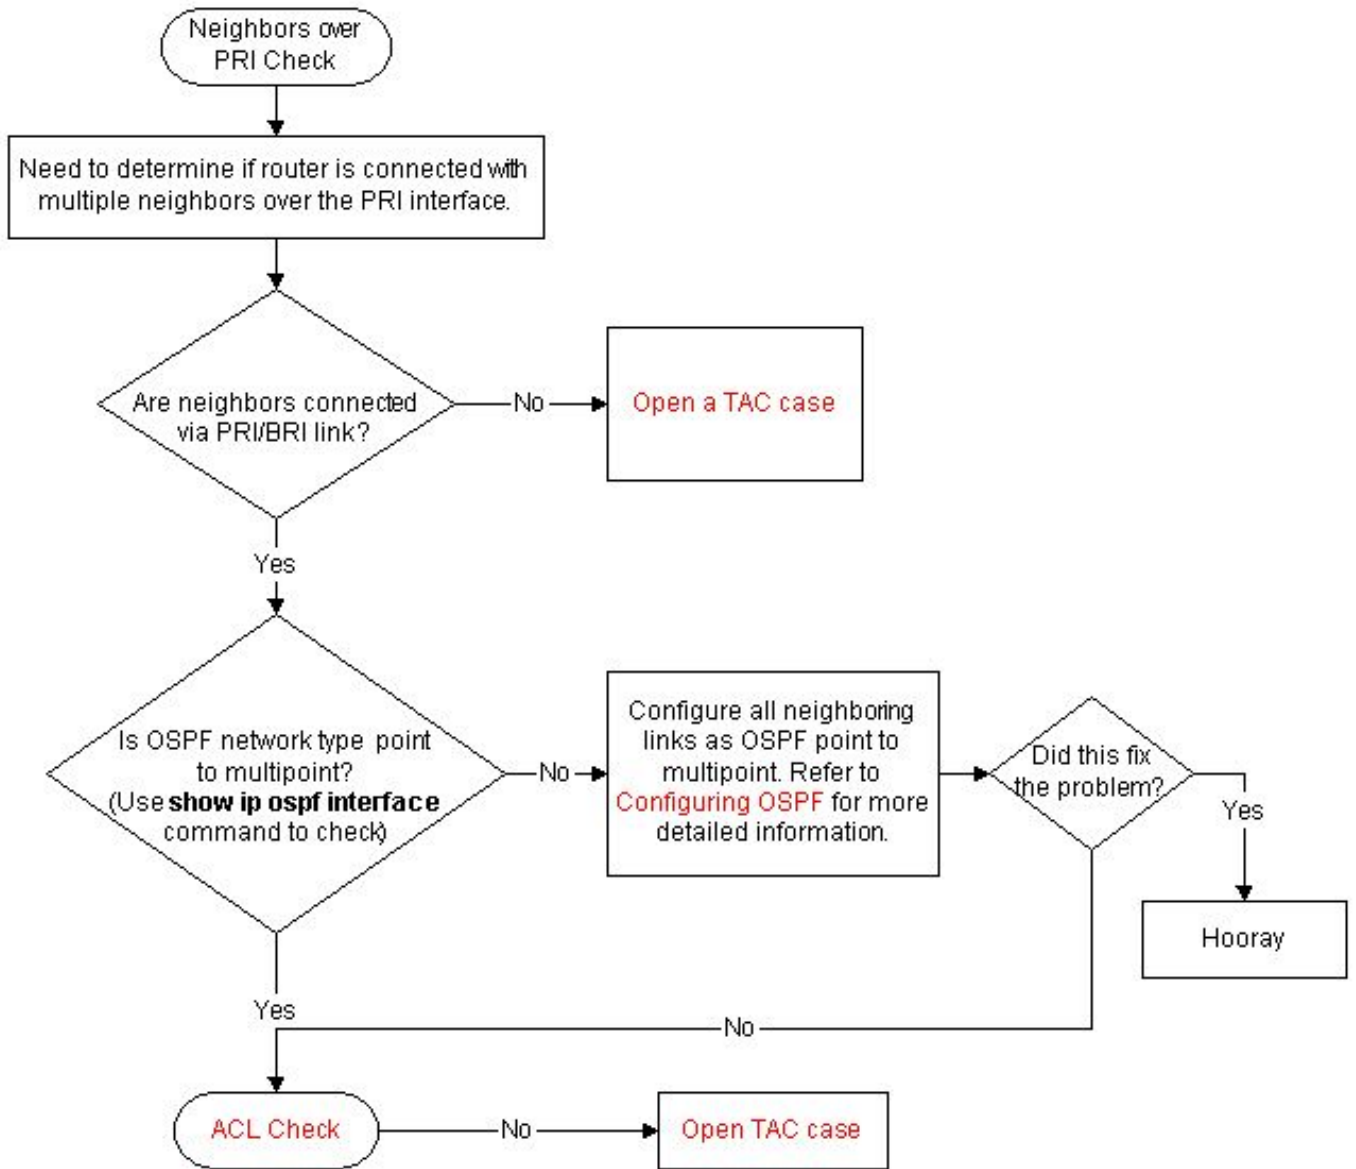 Neighbors over
PRI Check
Need to determine if router is connected with
multiple neighbors over the PRI interface.
Are neighbors connected
via PRI/BRI link?
No
Open a TAC case
Yes
Is OSPF network type point
to multipoint?
(Use show ip ospf interface
command to check)
No
Configure all neighboring
links as OSPF point to
multipoint. Refer to
Configuring OSPF for more
detailed information.
Did this fix
the problem?
Yes
Hooray
Yes
No
ACL Check
No
Open TAC case